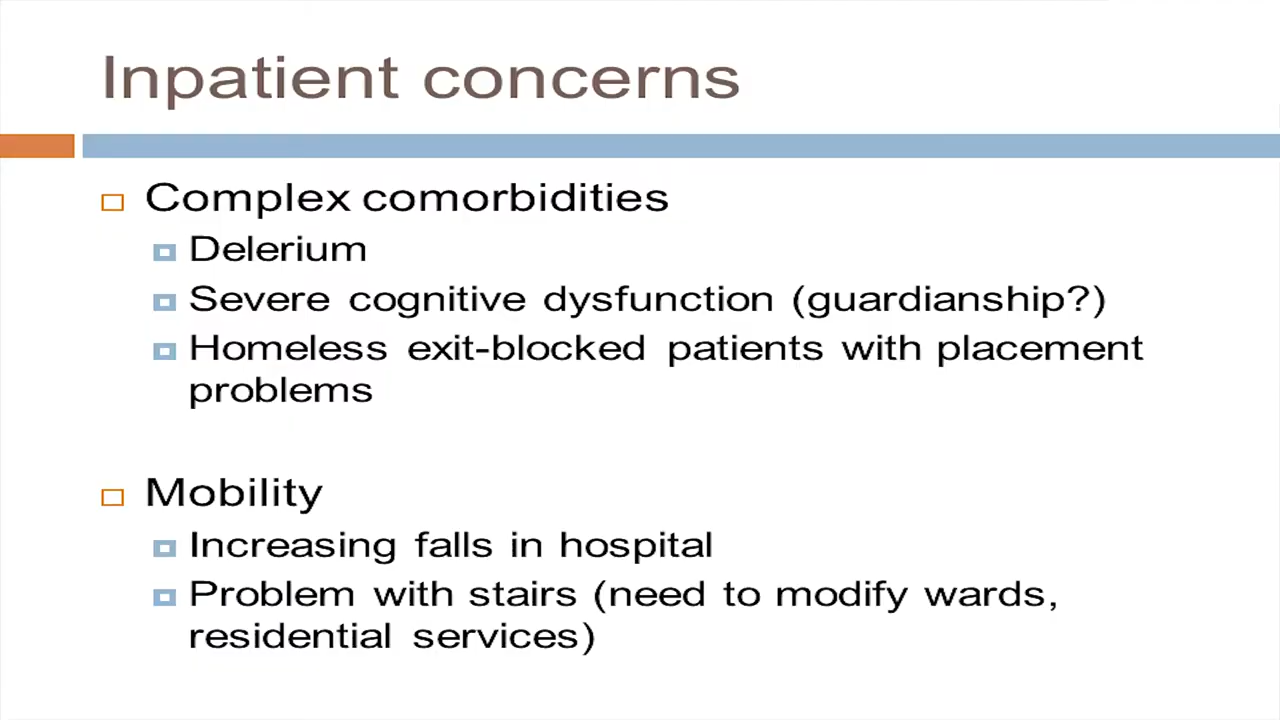 Inpatient concerns
Complex comorbidities
Delerium
Severe cognitive dysfunction (guardianship?)
Homeless exit-blocked patients with placement
problems
Mobility
Increasing falls in hospital
Problem with stairs (need to modify wards,
residential services)